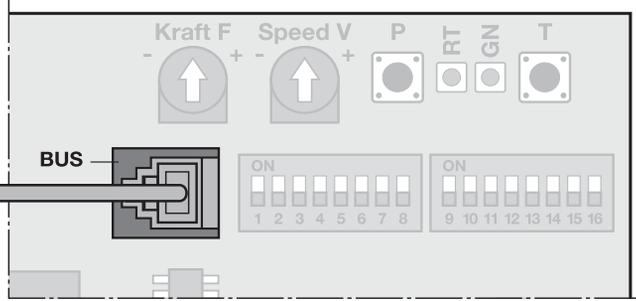 Kraft F Speed V P RT GN T
- + - +
BUS
ON ON
1 2 3 4 5 6 7 8 9 10 11 12 13 14 15 16